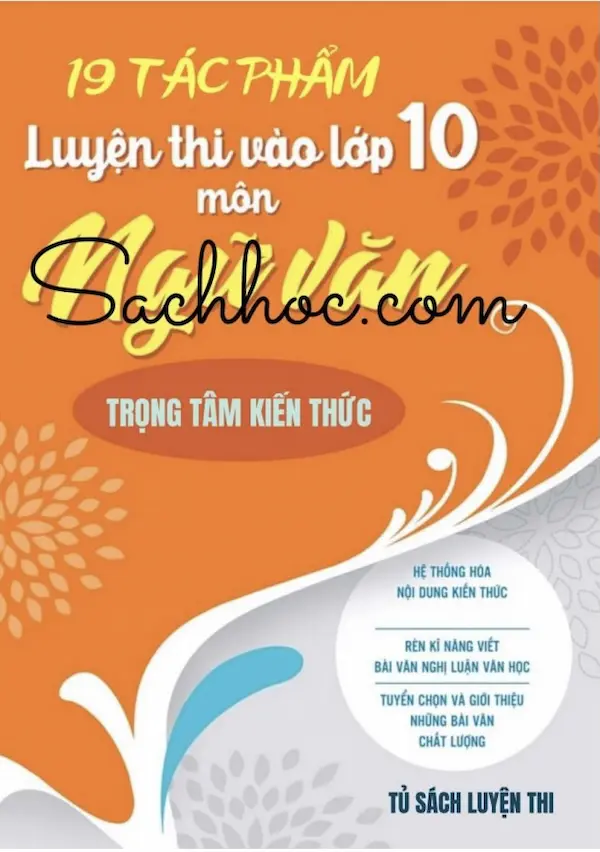 19 TÁC PHẨM
Luyện thi vào lớp 10
môn
Ngữ văn
Sachhoc.com
TRỌNG TÂM KIẾN THỨC
HỆ THỐNG HÓA
NỘI DUNG KIẾN THỨC
RÈN KĨ NĂNG VIẾT
BÀI VĂN NGHỊ LUẬN VĂN HỌC
TUYỂN CHỌN VÀ GIỚI THIỆU
NHỮNG BÀI VĂN
CHẤT LƯỢNG
TỦ SÁCH LUYỆN THI